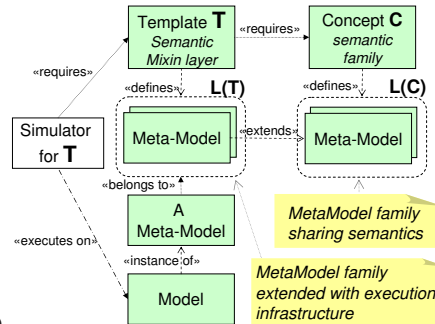 Template T
Semantic
Mixin layer
«requires»
Concept C
semantic
family
«requires»
«defines»
L(T)
«defines»
L(C)
Simulator
for T
Meta-Model
«extends»
Meta-Model
«belongs to»
A
Meta-Model
MetaModel family
sharing semantics
«executes on»
«instance of»
MetaModel family
extended with execution
infrastructure
Model
)